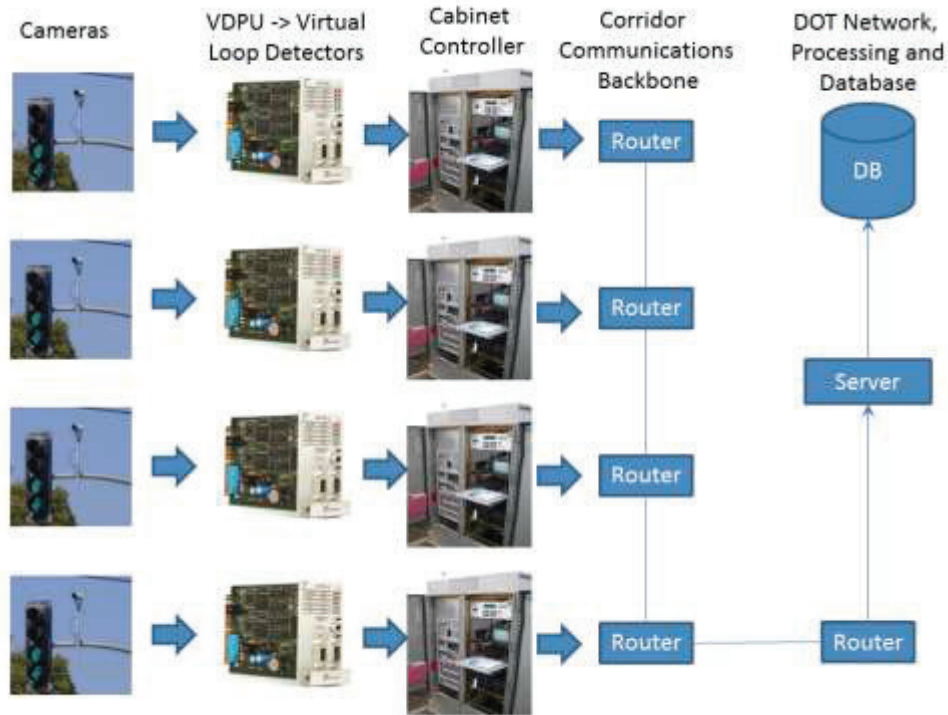 Cameras
VDPU -> Virtual
Loop Detectors
Cabinet
Controller
Corridor
Communications
Backbone
DOT Network,
Processing and
Database
Router
DB
Router
Server
Router
Router
Router